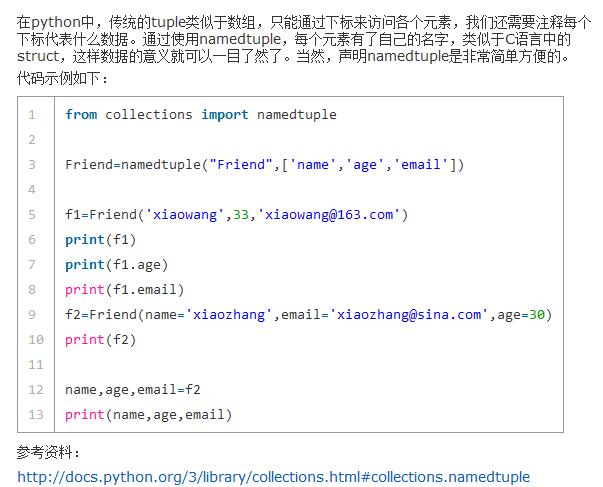 在python中，传统的tuple类似于数组，只能通过下标来访问各个元素，我们还需要注释每个
下标代表什么数据。通过使用namedtuple，每个元素有了自己的名字，类似于C语言中的
struct，这样数据的意义就可以一目了然了。当然，声明namedtuple是非常简单方便的。
代码示例如下：
1 from collections import namedtuple
2
3 Friend=namedtuple("Friend",['name','age','email'])
4
5 f1=Friend('xiaowang',33,'xiaowang@163.com')
6 print(f1)
7 print(f1.age)
8 print(f1.email)
9 f2=Friend(name='xiaozhang',email='xiaozhang@sina.com',age=30)
10 print(f2)
11
12 name,age,email=f2
13 print(name,age,email)
参考资料：
http://docs.python.org/3/library/collections.html#collections.namedtuple